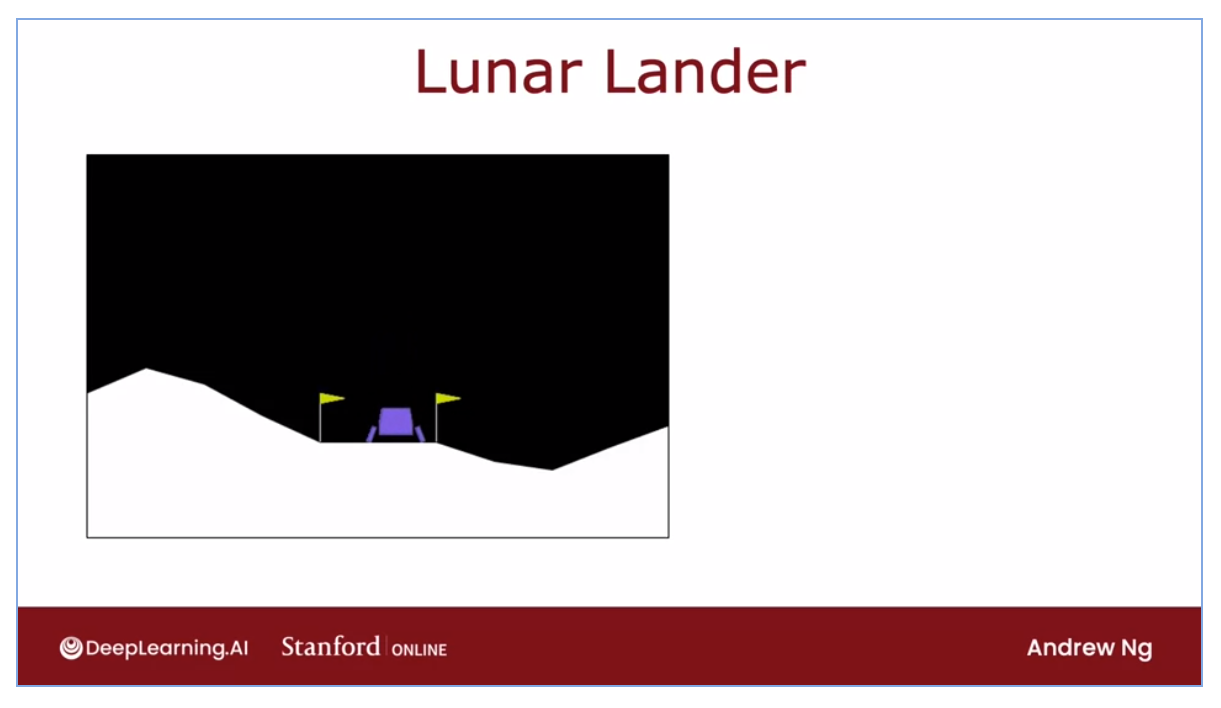 Lunar Lander
DeepLearning.AI
Stanford ONLINE
Andrew Ng